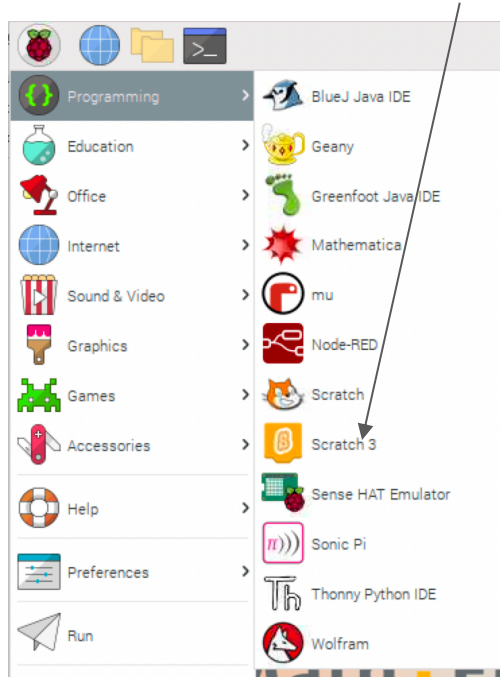 Programming
Education
Office
Internet
Sound & Video
Graphics
Games
Accessories
Help
Preferences
Run
BlueJ Java IDE
Geany
Greenfoot Java IDE
Mathematica
mu
Node-RED
Scratch
Scratch 3
Sense HAT Emulator
Sonic Pi
Thonny Python IDE
Wolfram